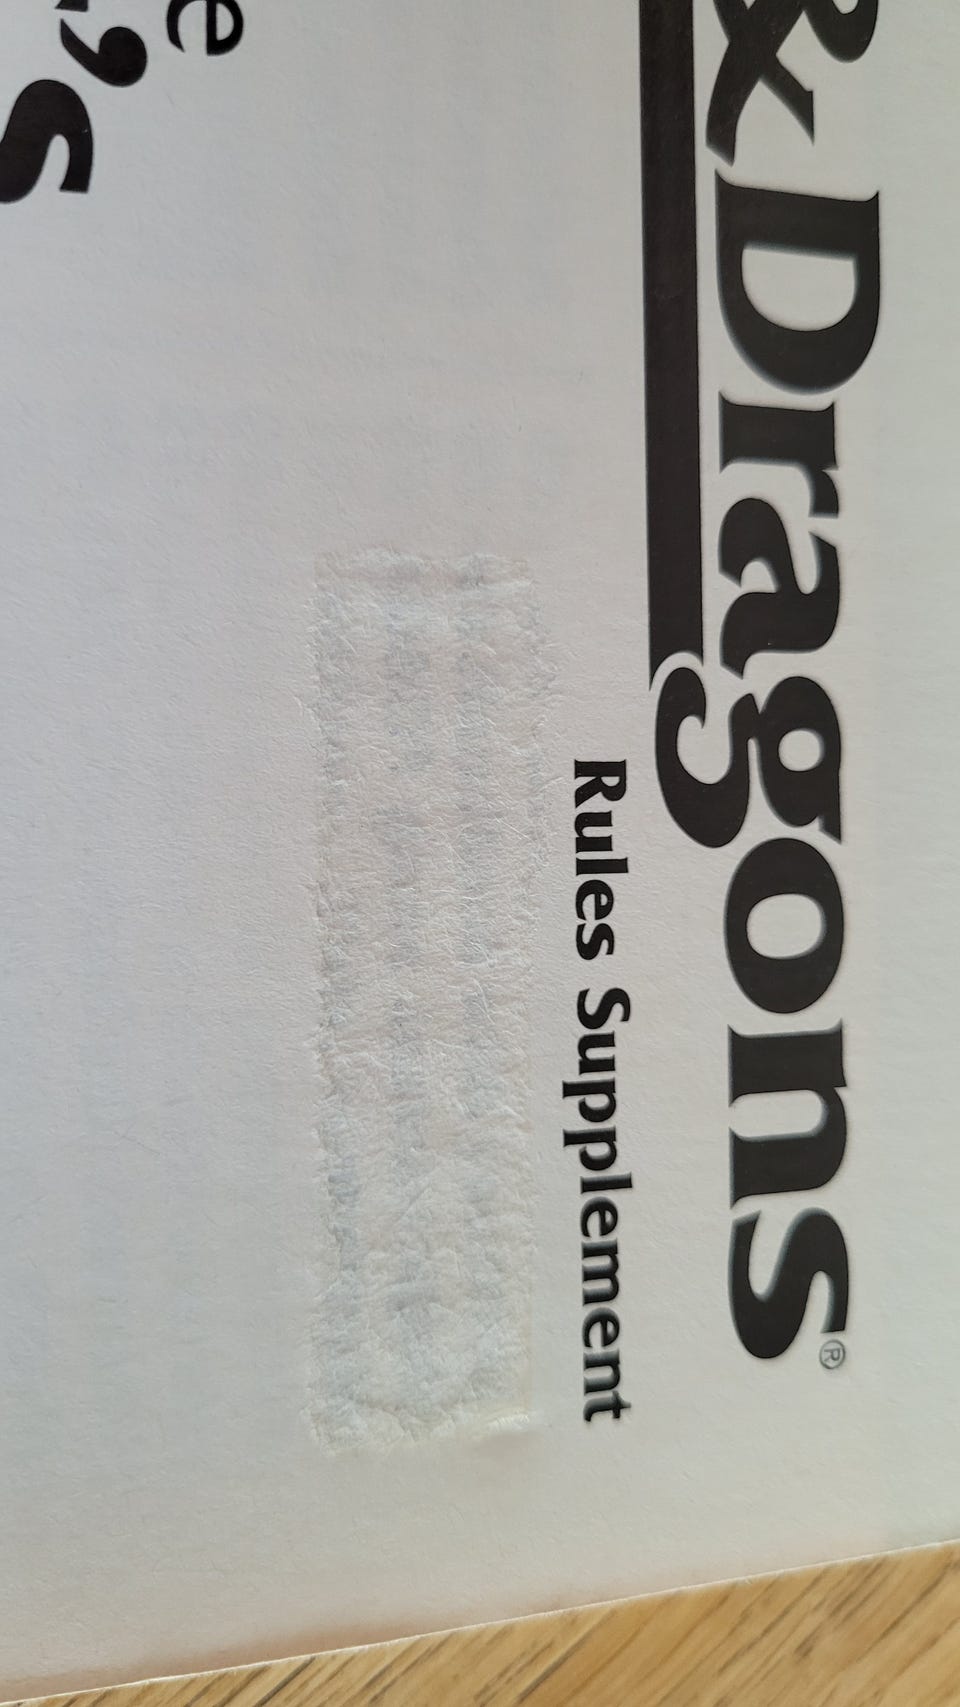 & Dragons®
Rules Supplement
e
's